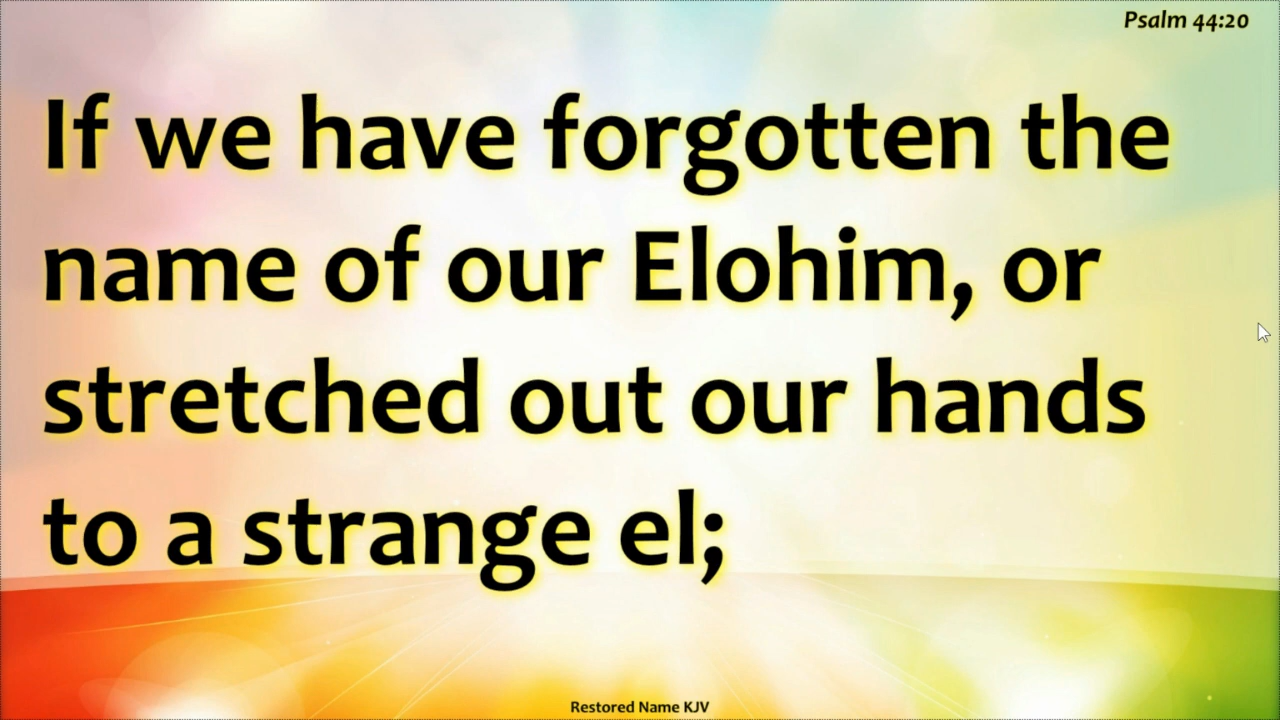 Psalm 44:20
If we have forgotten the
name of our Elohim, or
stretched out our hands
to a strange el;
Restored Name KJV